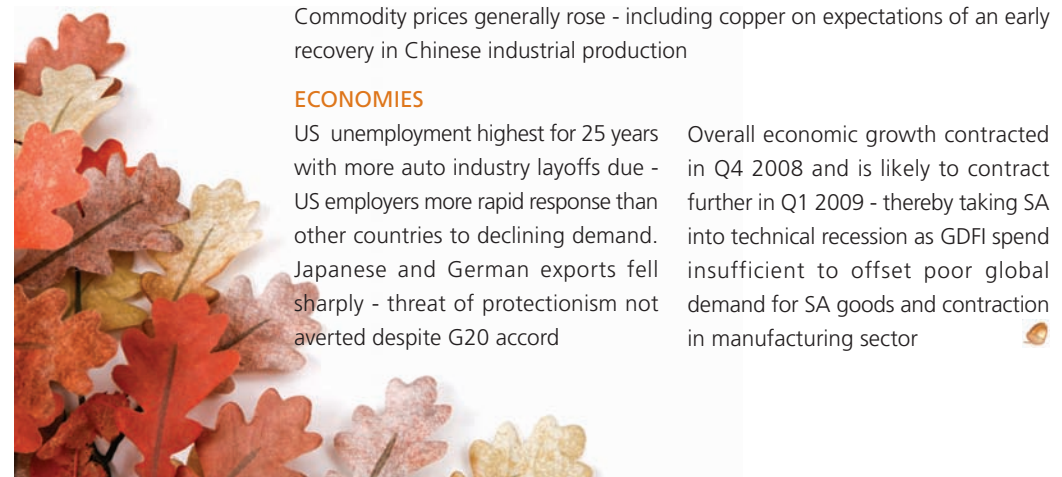 Commodity prices generally rose - including copper on expectations of an early
recovery in Chinese industrial production
ECONOMIES
US unemployment highest for 25 years
with more auto industry layoffs due -
US employers more rapid response than
other countries to declining demand.
Japanese and German exports fell
sharply - threat of protectionism not
averted despite G20 accord
Overall economic growth contracted
in Q4 2008 and is likely to contract
further in Q1 2009 - thereby taking SA
into technical recession as GDFI spend
insufficient to offset poor global
demand for SA goods and contraction
in manufacturing sector